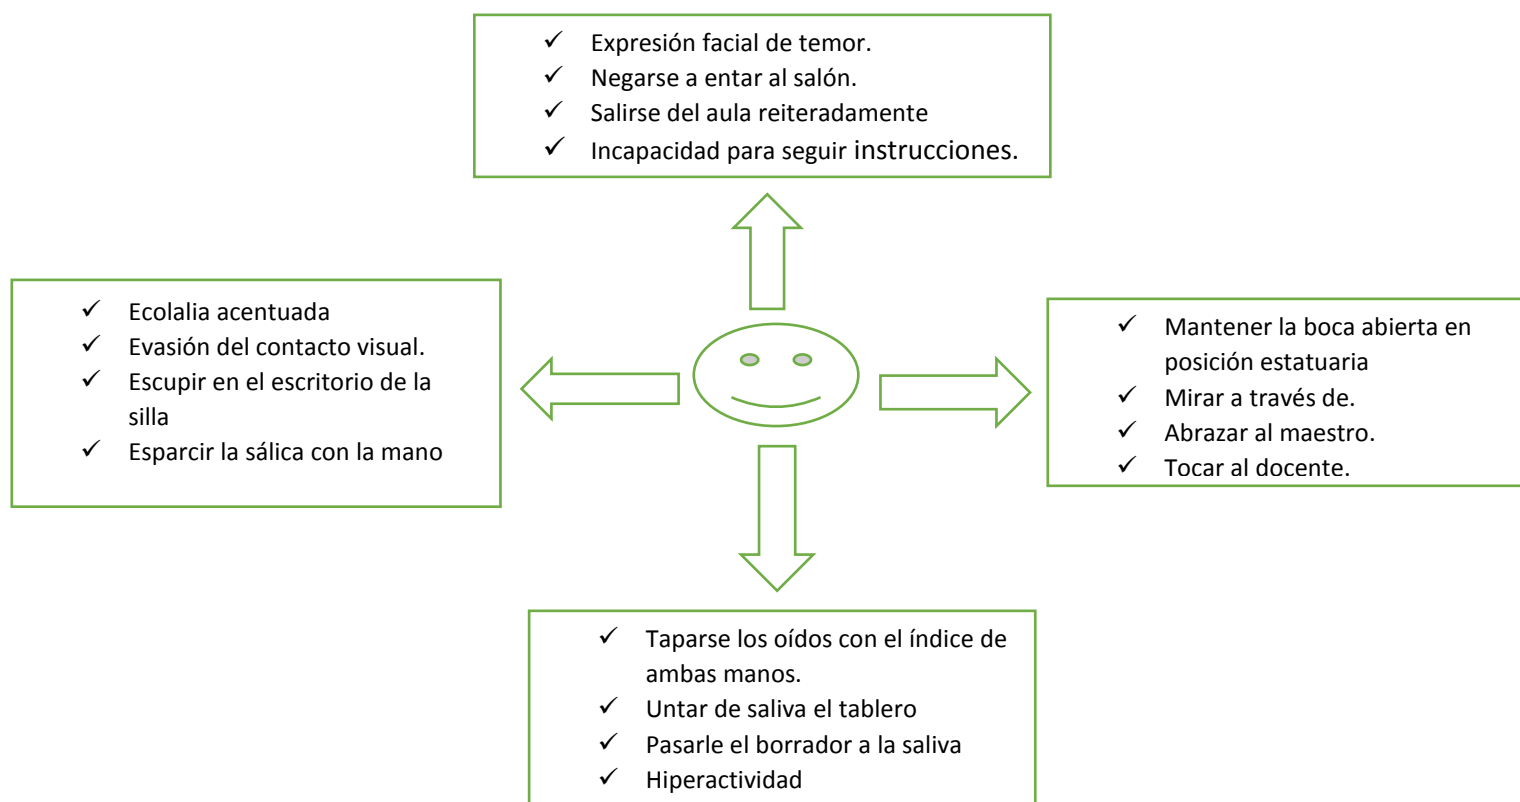 ✓ Expresión facial de temor.
✓ Negarse a entar al salón.
✓ Salirse del aula reiteradamente
✓ Incapacidad para seguir instrucciones.
✓ Ecolalia acentuada
✓ Evasión del contacto visual.
✓ Escupir en el escritorio de la
silla
✓ Esparcir la sálica con la mano
✓ Mantener la boca abierta en
posición estatuaria
✓ Mirar a través de.
✓ Abrazar al maestro.
✓ Tocar al docente.
✓ Taparse los oídos con el índice de
ambas manos.
✓ Untar de saliva el tablero
✓ Pasarle el borrador a la saliva
✓ Hiperactividad